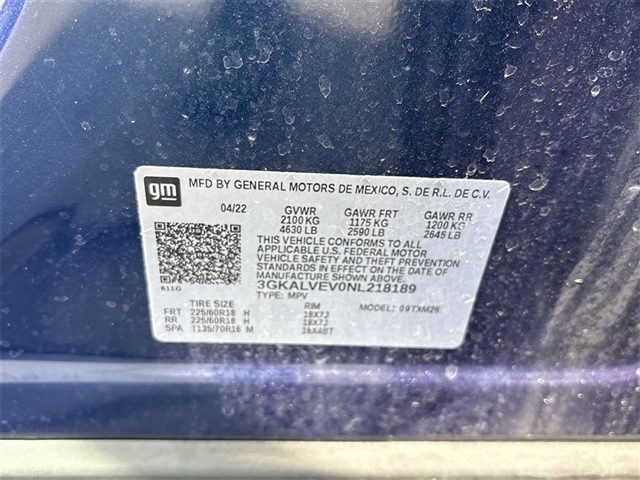 gm MFD BY GENERAL MOTORS DE MEXICO, S. DE R.L. DE C.V.
04/22 GVWR GAWR FRT GAWR RR
2100 KG 1175 KG 1200 KG
4630 LB 2590 LB 2645 LB
THIS VEHICLE CONFORMS TO ALL
APPLICABLE U.S. FEDERAL MOTOR
VEHICLE SAFETY AND THEFT PREVENTION
STANDARDS IN EFFECT ON THE DATE OF
MANUFACTURE SHOWN ABOVE.
611G 3GKALVEV0NL218189
TYPE: MPV
TIRE SIZE RIM MODEL: 09TXM26
FRT 225/60R18 H 18X7J
RR 225/60R18 H 18X7J
SPA T135/70R16 M 16X4BT